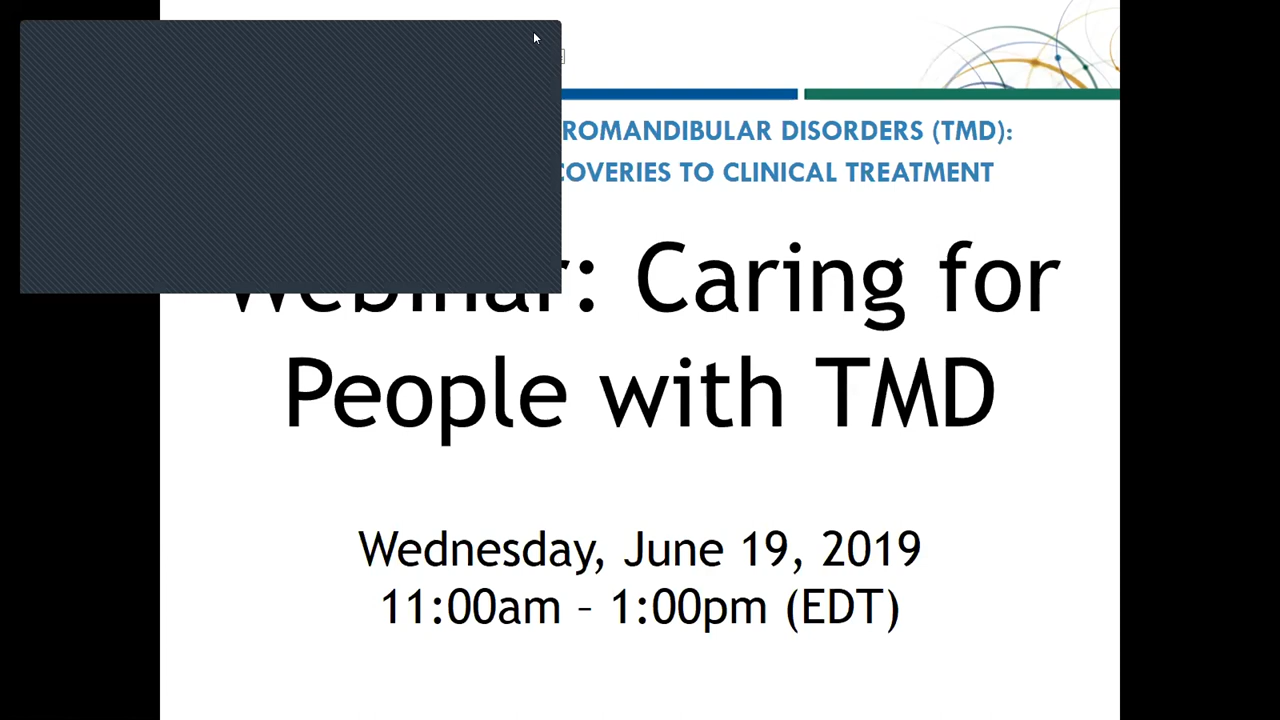 ROMANDIBULAR DISORDERS (TMD):
COVERIES TO CLINICAL TREATMENT
Webinar: Caring for
People with TMD
Wednesday, June 19, 2019
11:00am – 1:00pm (EDT)